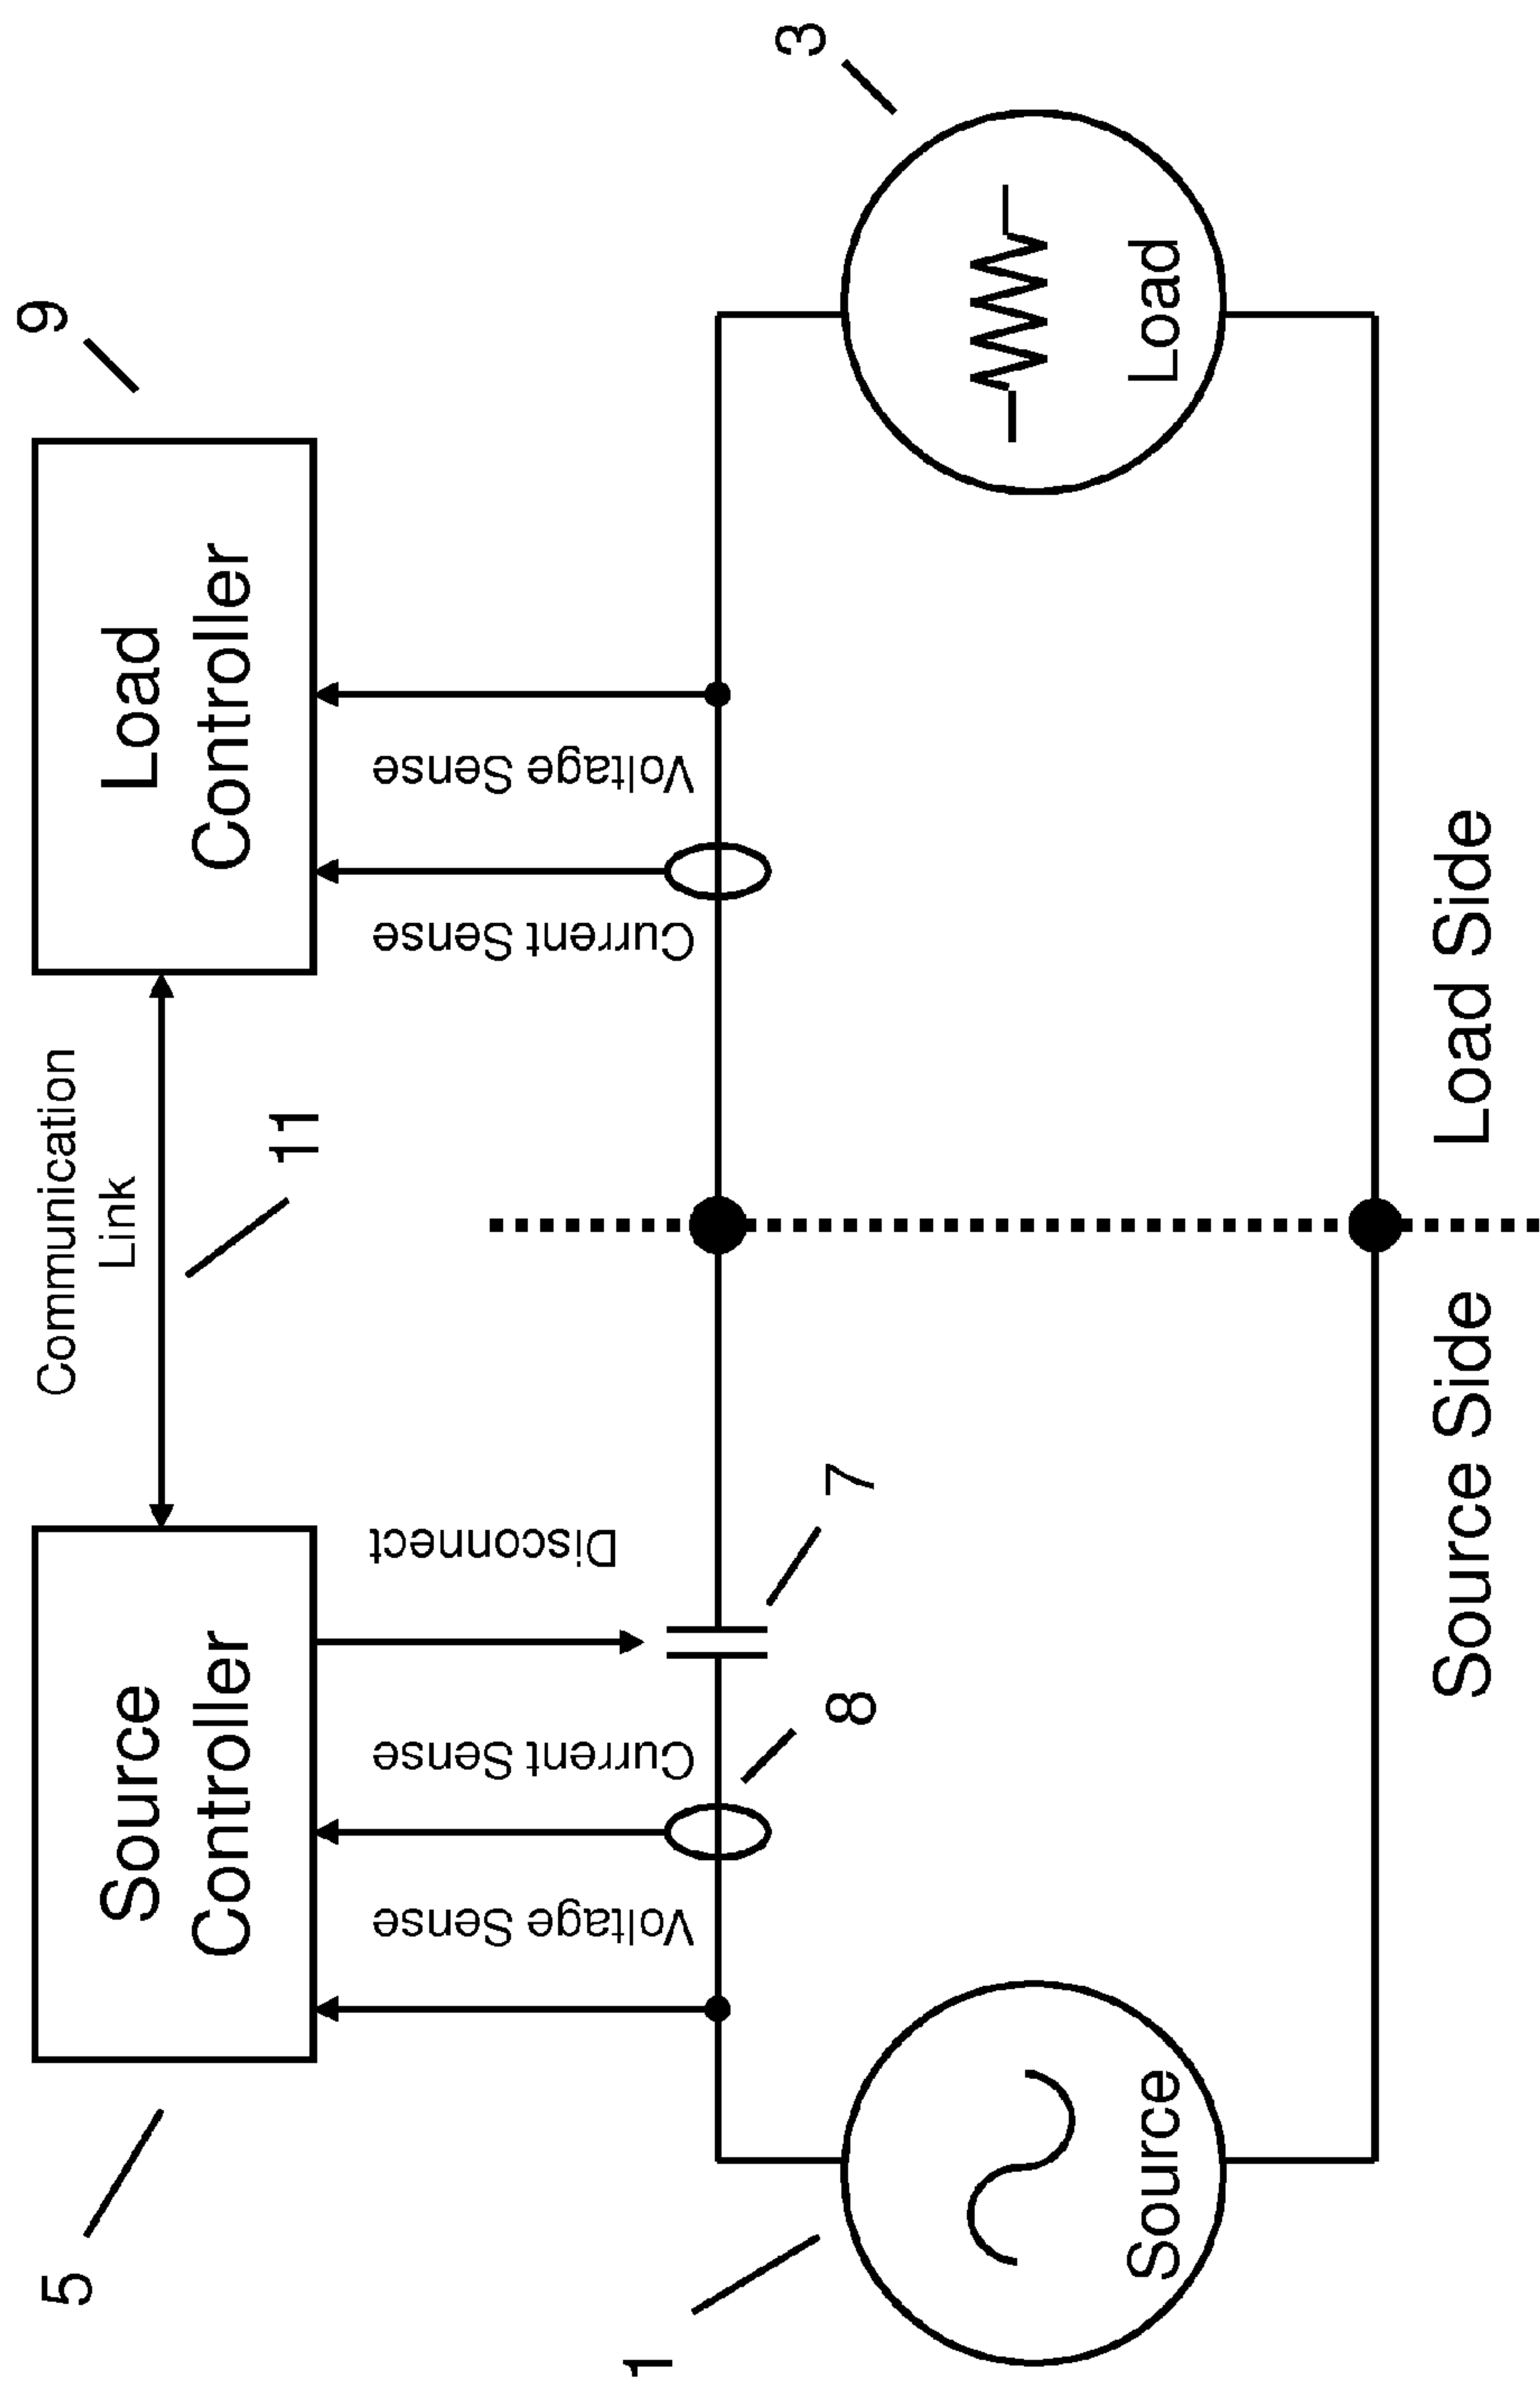 5
Source
Controller
Communication
Link
11
Load
Controller
9
Voltage Sense
Current Sense
Disconnect
Current Sense
Voltage Sense
8
7
1
Source
3
Load
Source Side
Load Side